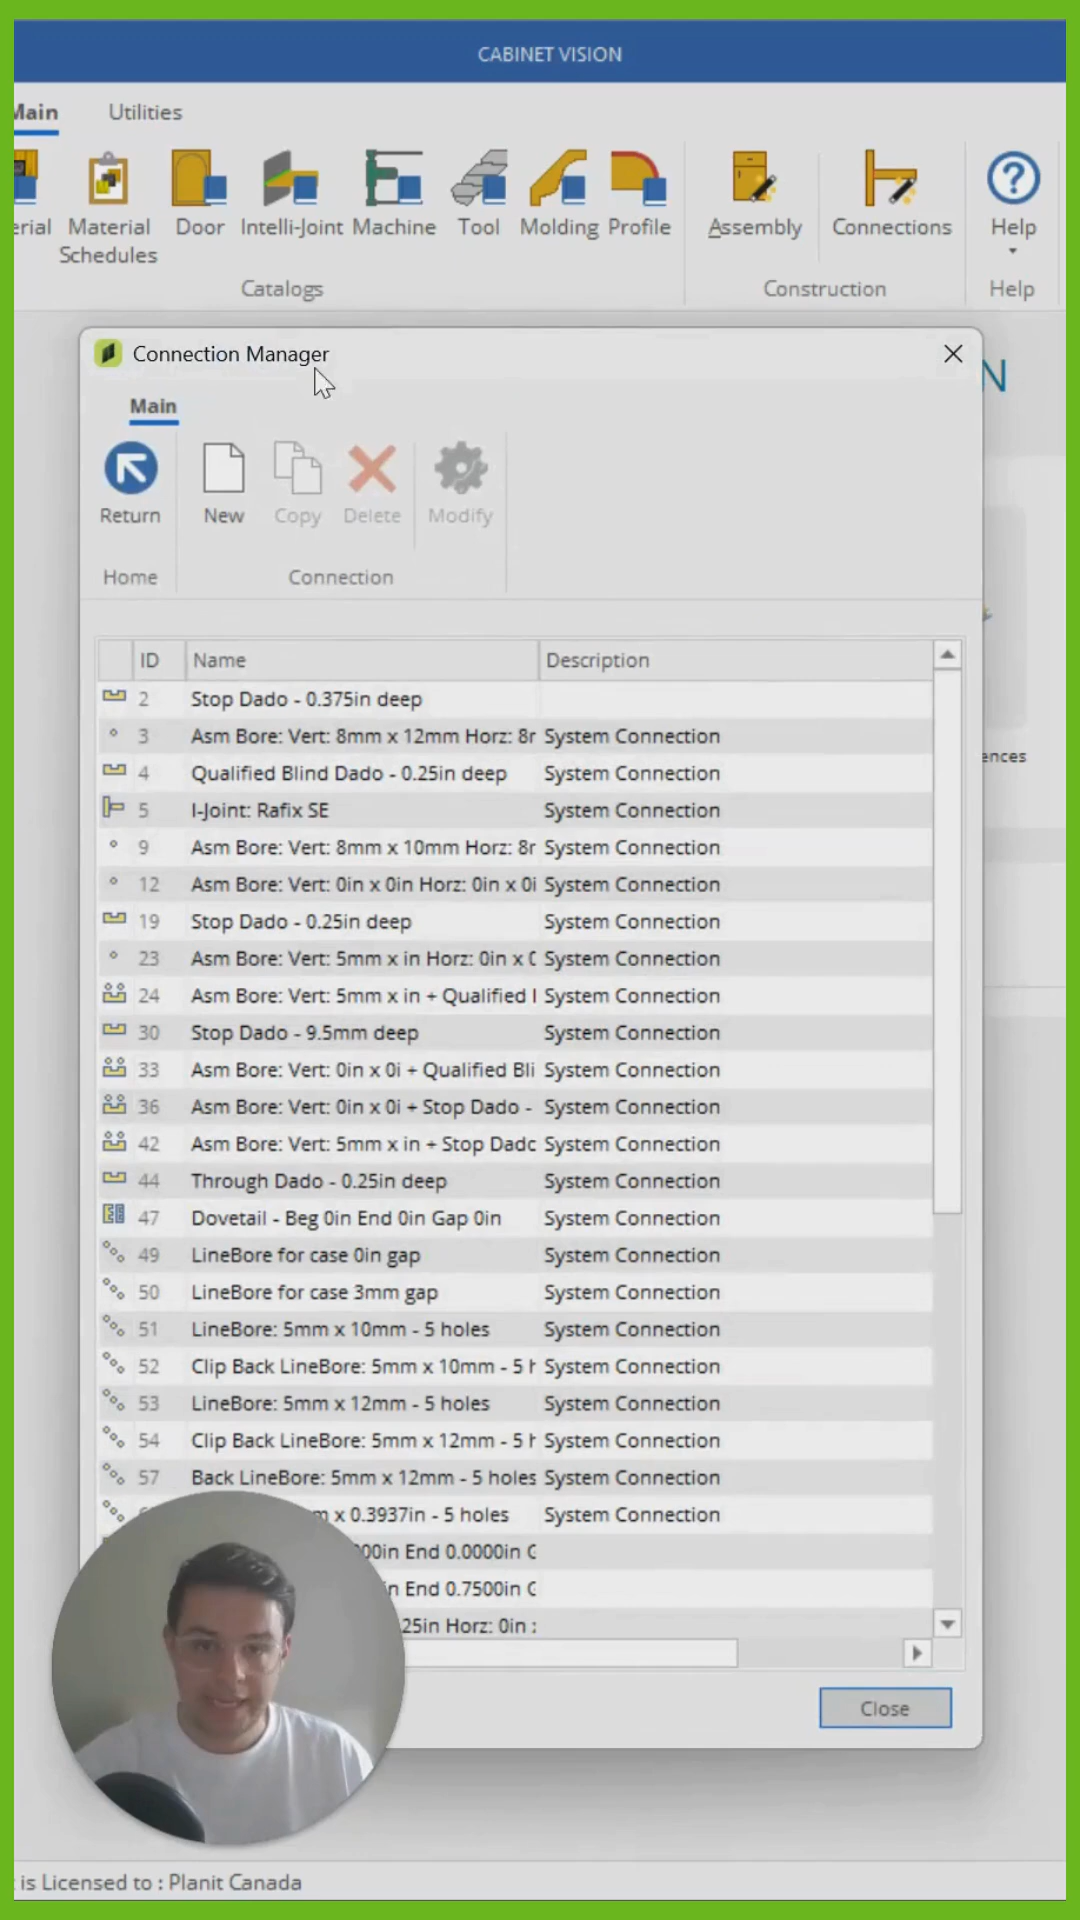 CABINET VISION
Main Utilities
Material Schedules
Door
Intelli-Joint
Machine
Tool
Molding
Profile
Assembly
Connections
Help
Catalogs
Construction
Help
Connection Manager
Main
Return
New
Copy
Delete
Modify
Home
Connection
ID Name Description
2 Stop Dado - 0.375in deep
3 Asm Bore: Vert: 8mm x 12mm Horz: System Connection
4 Qualified Blind Dado - 0.25in deep System Connection
5 I-Joint: Rafix SE System Connection
9 Asm Bore: Vert: 8mm x 10mm Horz: System Connection
12 Asm Bore: Vert: 0in x 0in Horz: 0in x System Connection
19 Stop Dado - 0.25in deep System Connection
23 Asm Bore: Vert: 5mm x in Horz: 0in x System Connection
24 Asm Bore: Vert: 5mm x in + Qualified System Connection
30 Stop Dado - 9.5mm deep System Connection
33 Asm Bore: Vert: 0in x 0i + Qualified Bli System Connection
36 Asm Bore: Vert: 0in x 0i + Stop Dado - System Connection
42 Asm Bore: Vert: 5mm x in + Stop System Connection
44 Through Dado - 0.25in deep System Connection
47 Dovetail - Beg 0in End 0in Gap 0in System Connection
49 LineBore for case 0in gap System Connection
50 LineBore for case 3mm gap System Connection
51 LineBore: 5mm x 10mm - 5 holes System Connection
52 Clip Back LineBore: 5mm x 10mm - 5 System Connection
53 LineBore: 5mm x 12mm - 5 holes System Connection
54 Clip Back LineBore: 5mm x 12mm - 5 System Connection
57 Back LineBore: 5mm x 12mm - 5 holes System Connection
x 0.3937in - 5 holes System Connection
End 0.0000in
End 0.7500in
Horz: 0in
Close
is Licensed to : Planit Canada